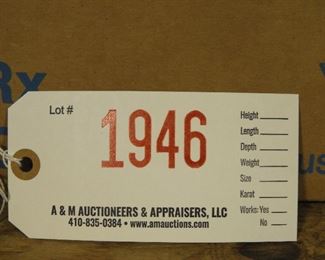 Rx
Lot #
1946
Height
Length
Depth
Weight
Size
Karat
Works: Yes
No
us
A & M AUCTIONEERS & APPRAISERS, LLC
410-835-0384 • www.amauctions.com